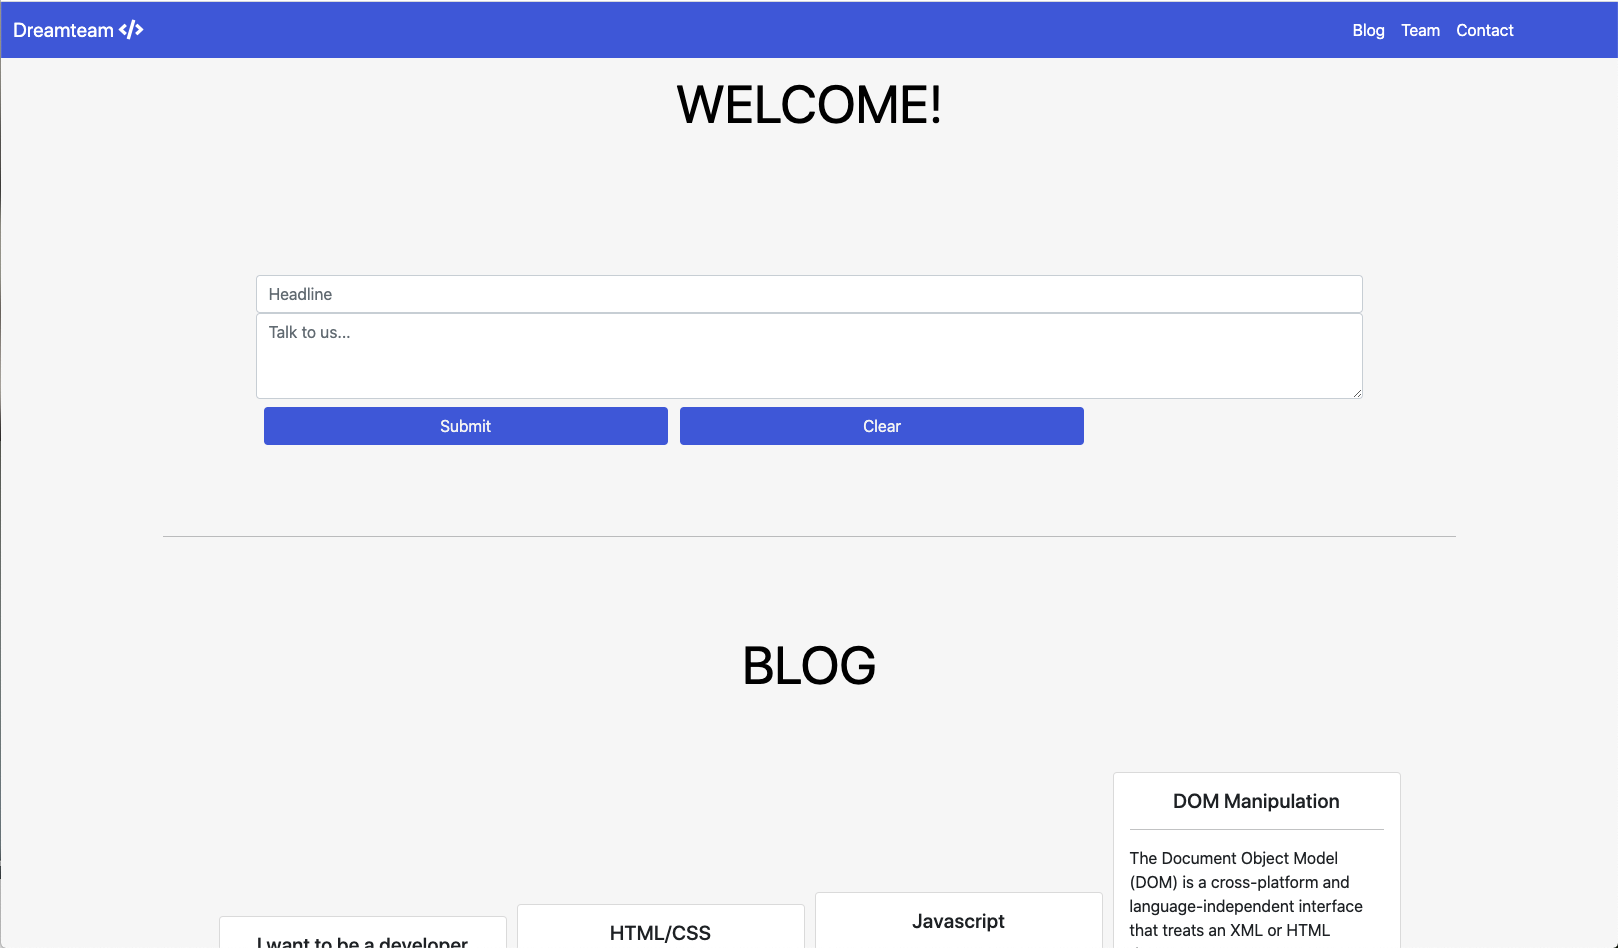 Dreamteam </>
Blog Team Contact
WELCOME!
Headline
Talk to us...
Submit Clear
BLOG
DOM Manipulation
The Document Object Model
(DOM) is a cross-platform and
language-independent interface
that treats an XML or HTML
Javascript
HTML/CSS
I want to be a developer